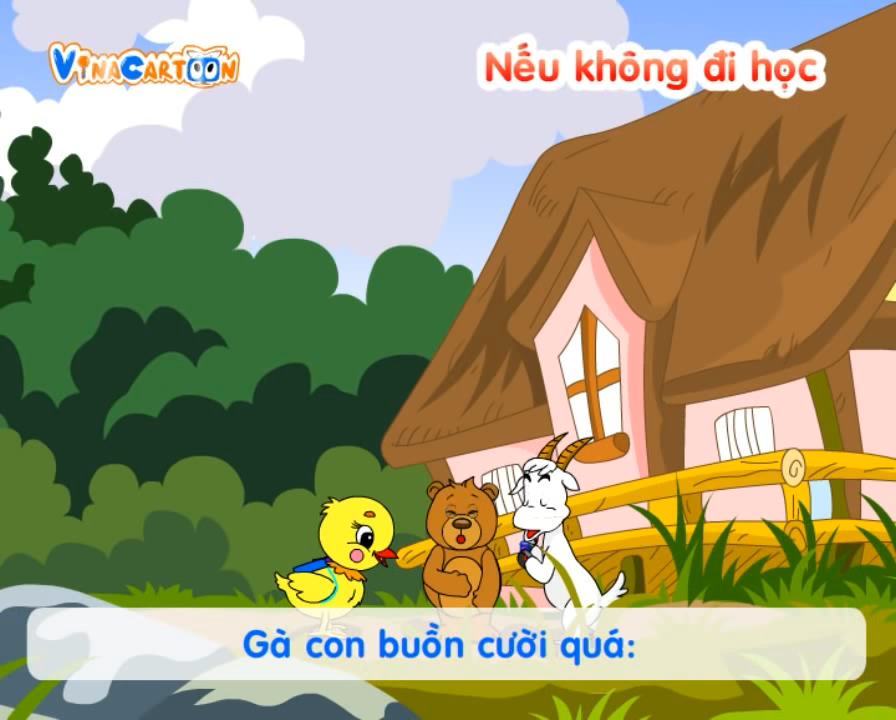 VINACARTOON
Nếu không đi học
Gà con buồn cười quá: